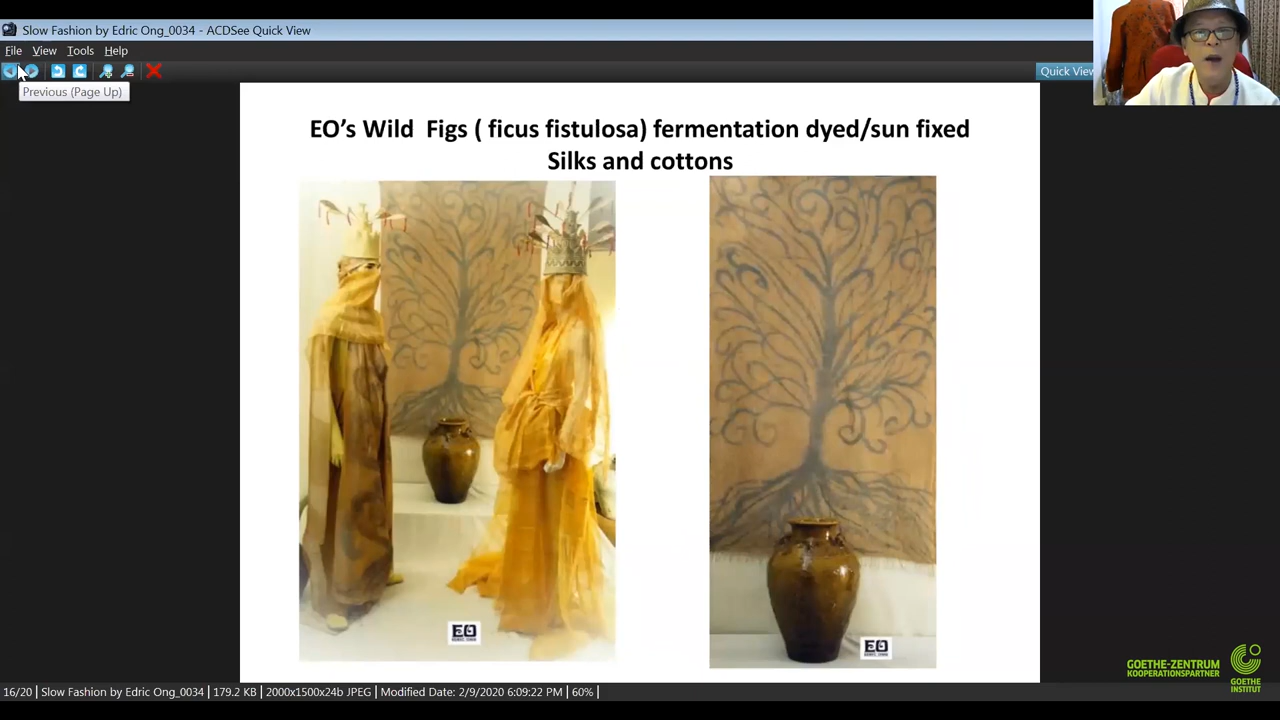 Slow Fashion by Edric Ong_0034 - ACDSee Quick View
File View Tools Help
Previous (Page Up)
Quick View
EO’s Wild Figs ( ficus fistulosa) fermentation dyed/sun fixed
Silks and cottons
EO
EO
GOETHE-ZENTRUM
KOOPERATIONSPARTNER
GOETHE
INSTITUT
16/20 | Slow Fashion by Edric Ong_0034 | 179.2 KB | 2000x1500x24b JPEG | Modified Date: 2/9/2020 6:09:22 PM | 60% |